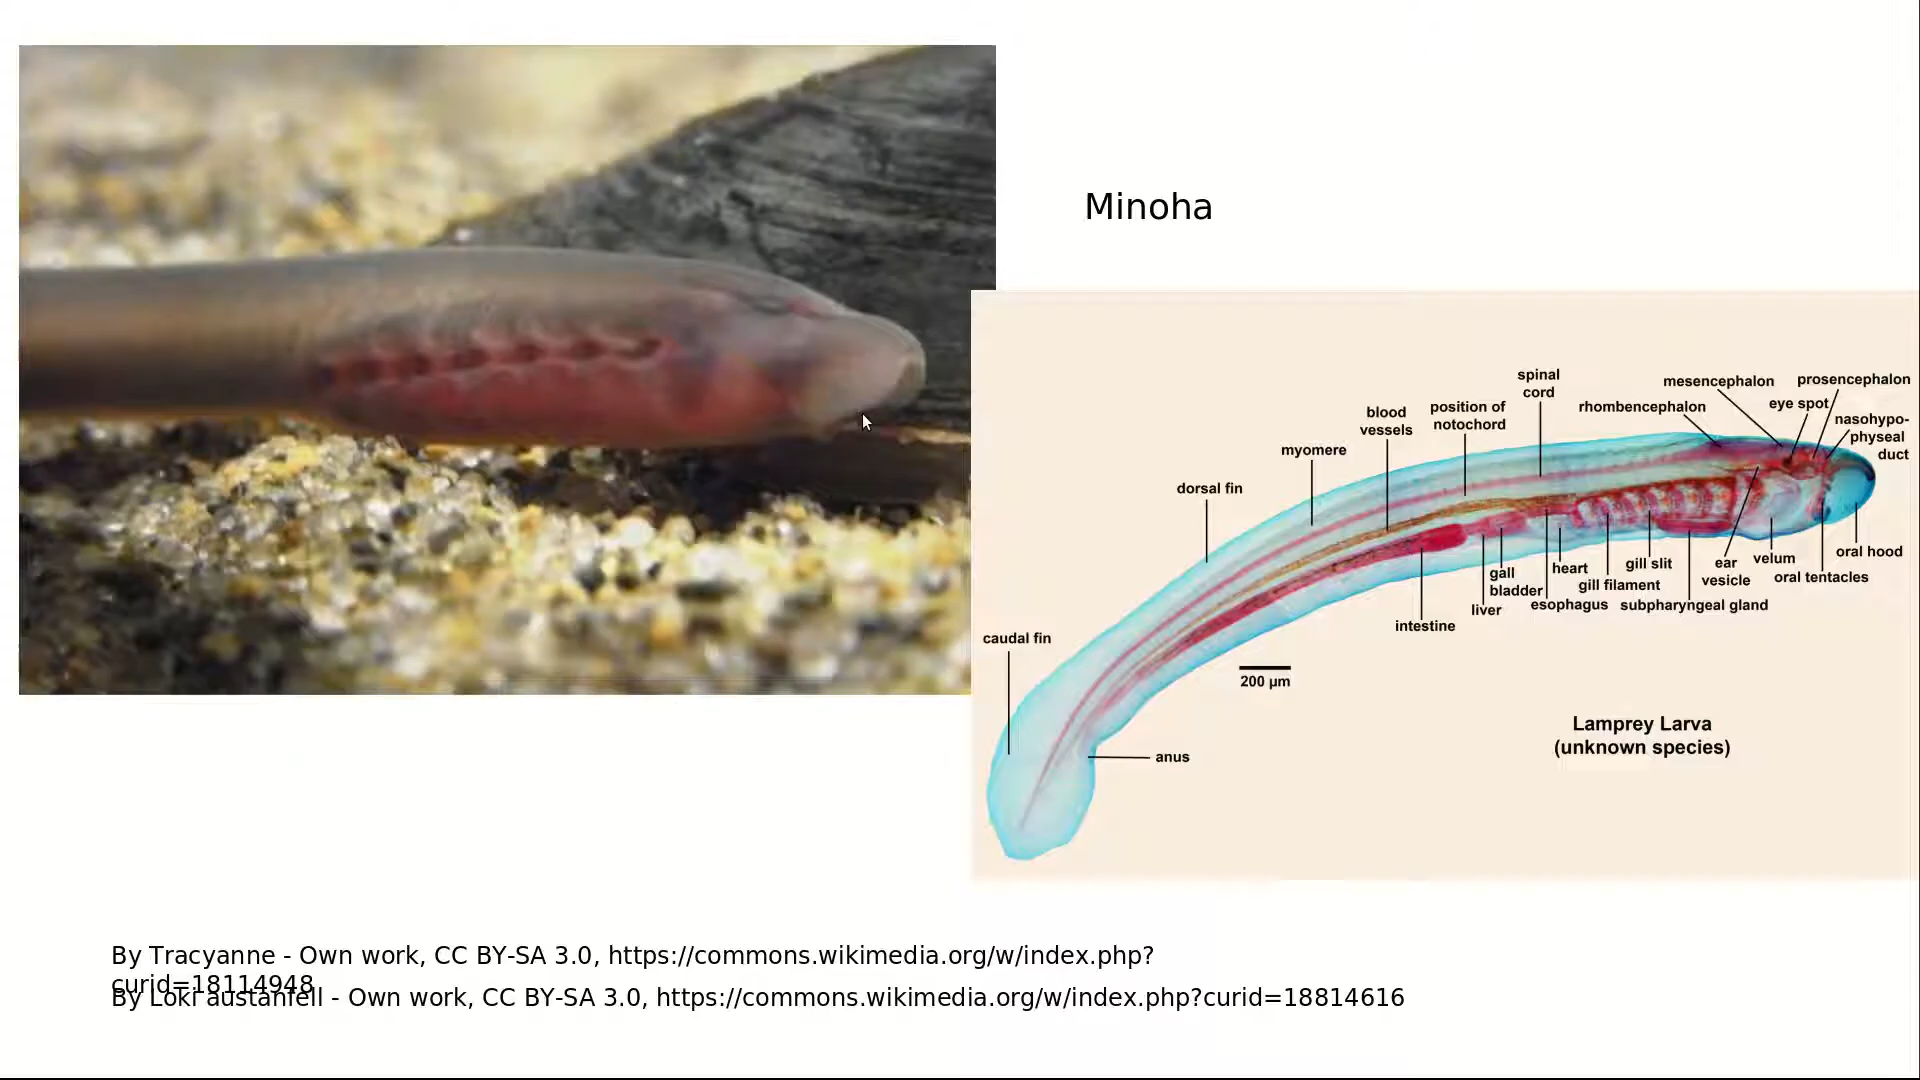 Minoha
spinal
cord
mesencephalon
prosencephalon
rhombencephalon
eye spot
nasohypo-
physeal
duct
blood
vessels
position of
notochord
myomere
dorsal fin
caudal fin
anus
intestine
liver
gall
bladder
heart
esophagus
gill filament
gill slit
subpharyngeal gland
ear
vesicle
velum
oral tentacles
oral hood
200 µm
Lamprey Larva
(unknown species)
By Tracyanne - Own work, CC BY-SA 3.0, https://commons.wikimedia.org/w/index.php?
curid=18114948
By Loki austanfell - Own work, CC BY-SA 3.0, https://commons.wikimedia.org/w/index.php?curid=18814616